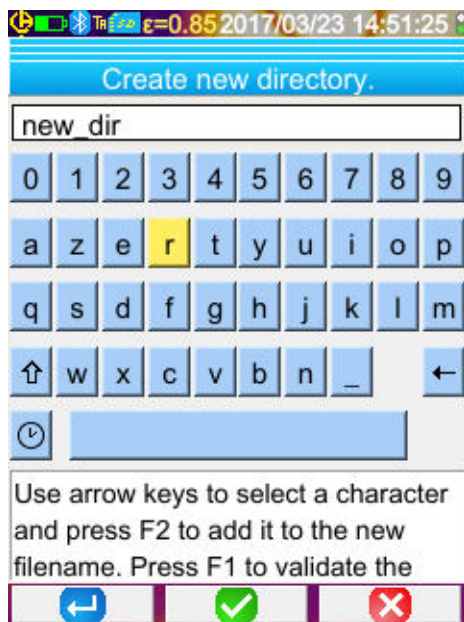 ε=0.85 2017/03/23 14:51:25
Create new directory.
new_dir
0 1 2 3 4 5 6 7 8 9
a z e r t y u i o p
q s d f g h j k l m
w x c v b n _
Use arrow keys to select a character
and press F2 to add it to the new
filename. Press F1 to validate the